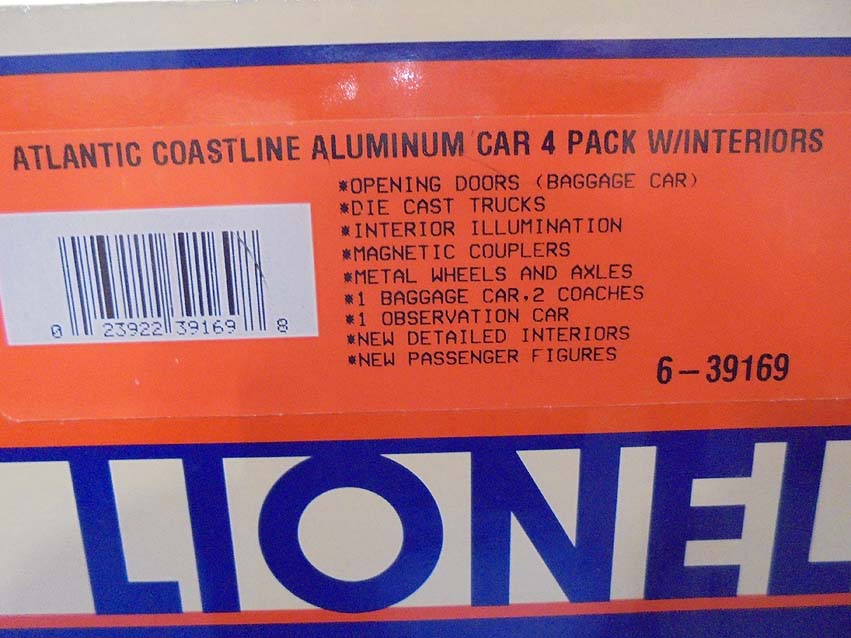 ATLANTIC COASTLINE ALUMINUM CAR 4 PACK W/INTERIORS
*OPENING DOORS (BAGGAGE CAR)
*DIE CAST TRUCKS
*INTERIOR ILLUMINATION
*MAGNETIC COUPLERS
*METAL WHEELS AND AXLES
*1 BAGGAGE CAR,2 COACHES
*1 OBSERVATION CAR
*NEW DETAILED INTERIORS
*NEW PASSENGER FIGURES
0 23922 39169 8
6-39169
LIONEL